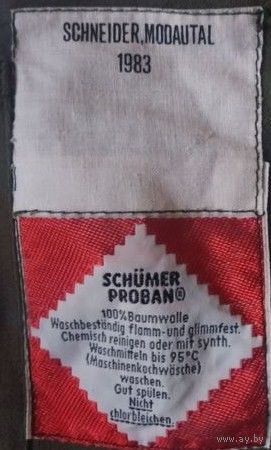 SCHNEIDER, MODAUTAL
1983
SCHÜMER
PROBAN®
100% Baumwolle
Waschbeständig flamm- und glimmfest.
Chemisch reinigen oder mit synth.
Waschmitteln bis 95°C
(Maschinenkochwäsche)
waschen.
Gut spülen.
Nicht
chlorbleichen.
ay.by